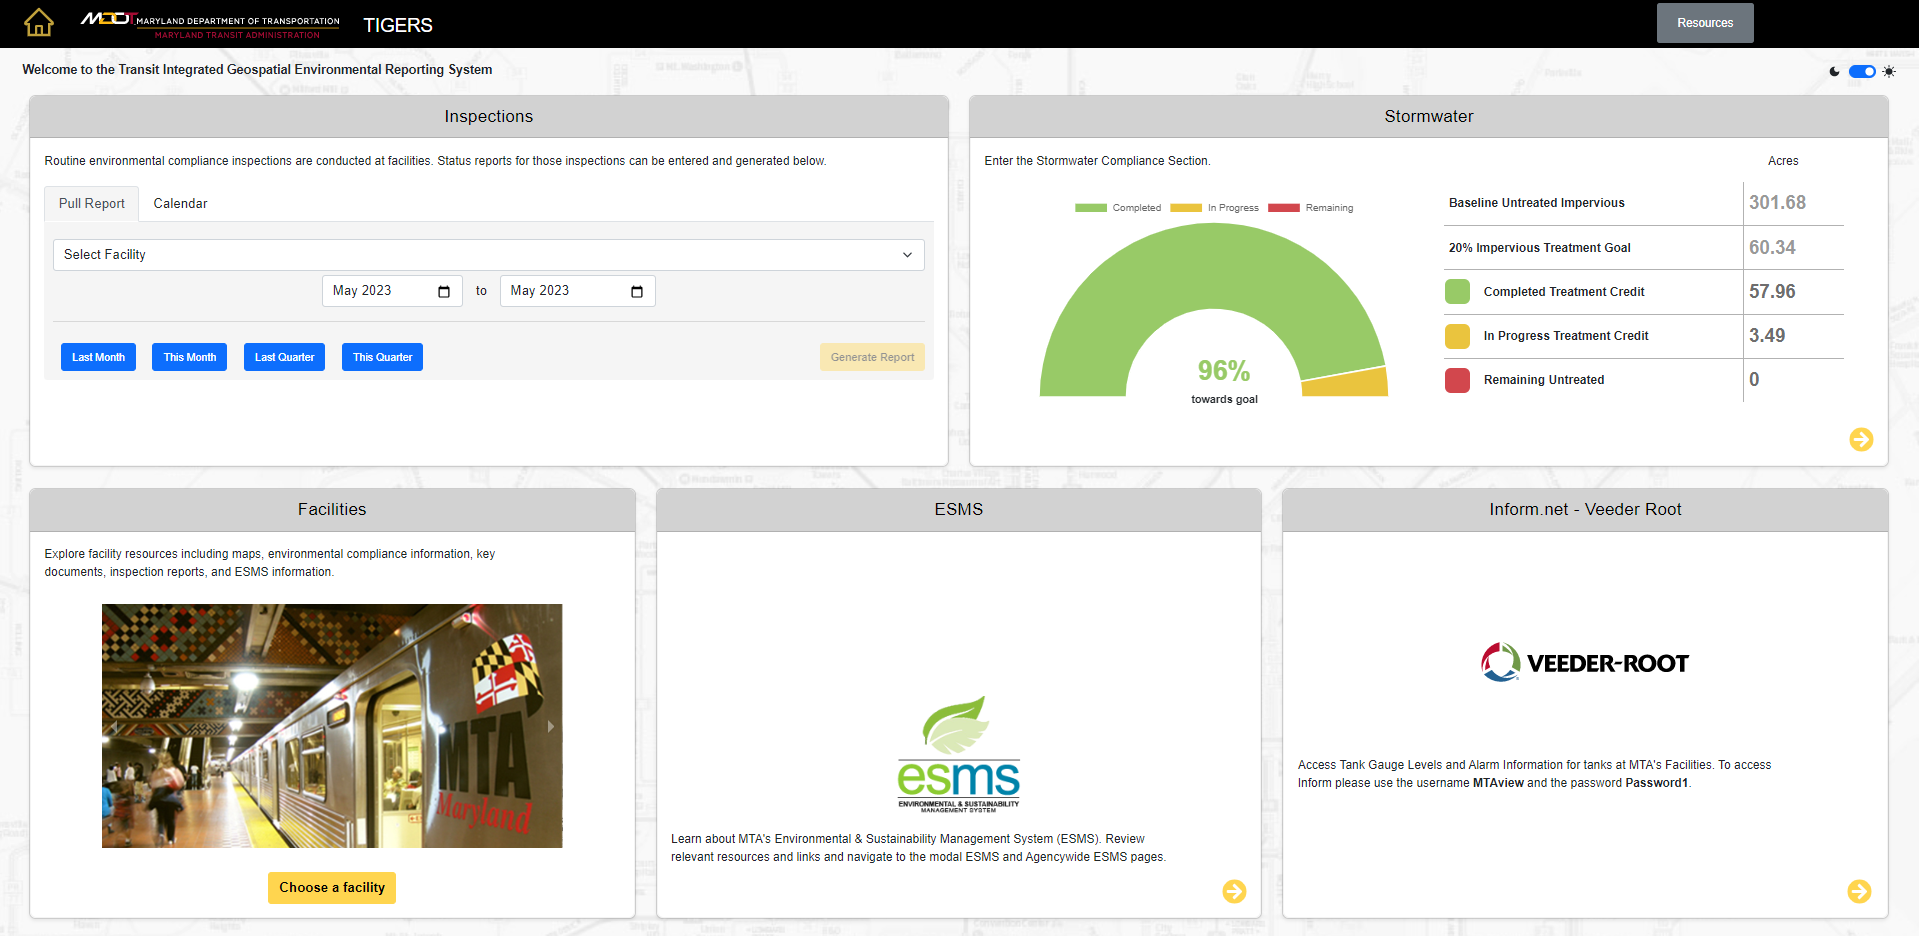 MDOT MARYLAND DEPARTMENT OF TRANSPORTATION
MARYLAND TRANSIT ADMINISTRATION
TIGERS
Resources
Welcome to the Transit Integrated Geospatial Environmental Reporting System
Inspections
Routine environmental compliance inspections are conducted at facilities. Status reports for those inspections can be entered and generated below.
Pull Report Calendar
Select Facility
May 2023 to May 2023
Last Month This Month Last Quarter This Quarter Generate Report
Stormwater
Enter the Stormwater Compliance Section.
Acres
Completed In Progress Remaining
96%
towards goal
Baseline Untreated Impervious 301.68
20% Impervious Treatment Goal 60.34
Completed Treatment Credit 57.96
In Progress Treatment Credit 3.49
Remaining Untreated 0
Facilities
Explore facility resources including maps, environmental compliance information, key
documents, inspection reports, and ESMS information.
MTA
Maryland
Choose a facility
ESMS
esms
ENVIRONMENTAL & SUSTAINABILITY
MANAGEMENT SYSTEM
Learn about MTA's Environmental & Sustainability Management System (ESMS). Review
relevant resources and links and navigate to the modal ESMS and Agencywide ESMS pages.
Inform.net - Veeder Root
VEEDER-ROOT
Access Tank Gauge Levels and Alarm Information for tanks at MTA's Facilities. To access
Inform please use the username MTAview and the password Password1.